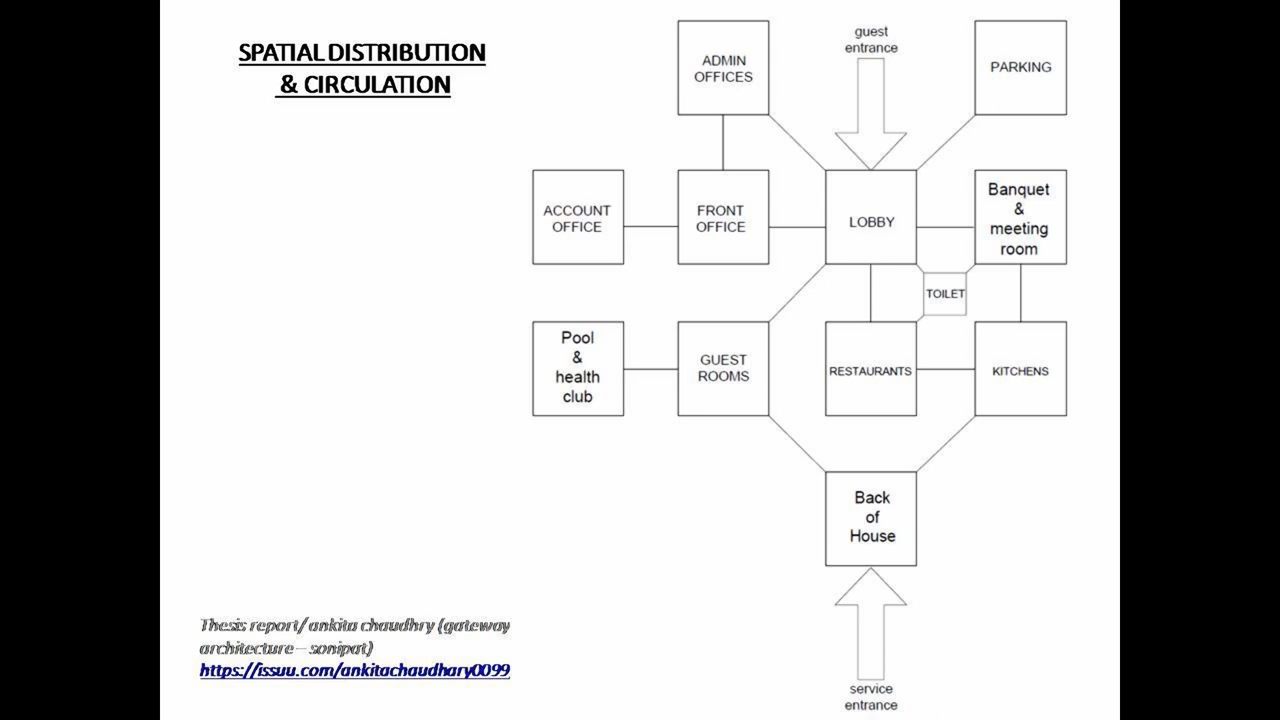 SPATIAL DISTRIBUTION
& CIRCULATION
guest
entrance
ADMIN
OFFICES
PARKING
ACCOUNT
OFFICE
FRONT
OFFICE
LOBBY
Banquet
&
meeting
room
TOILET
Pool
&
health
club
GUEST
ROOMS
RESTAURANTS
KITCHENS
Back
of
House
service
entrance
Thesis report/ ankita chaudhry (gateway
architecture – sonipat)
https://issuu.com/ankitachaudhary0099